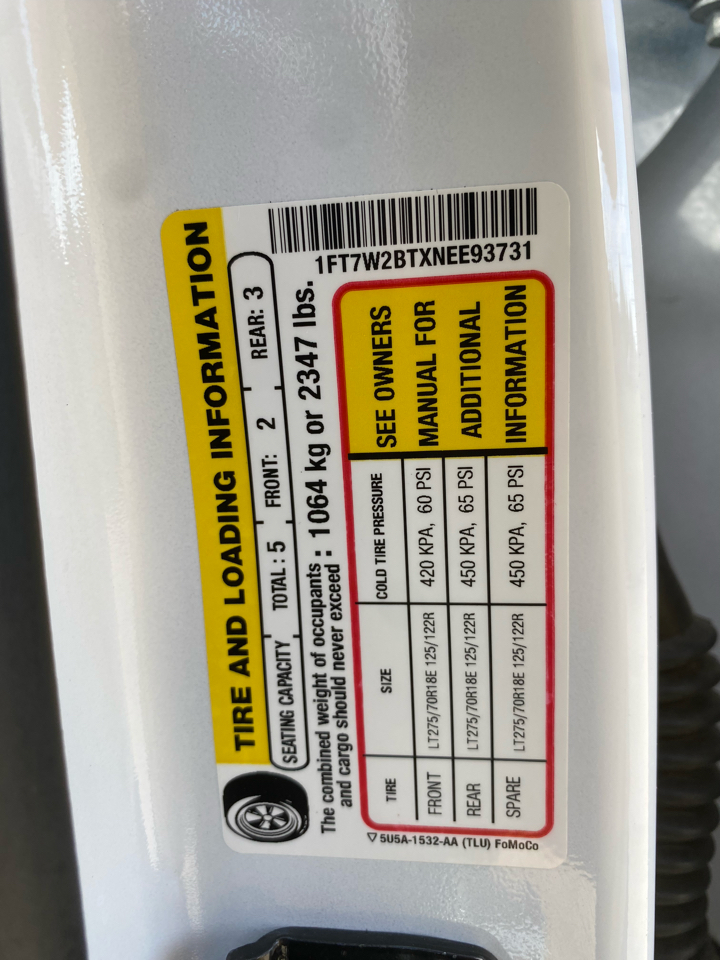 TIRE AND LOADING INFORMATION
SEATING CAPACITY TOTAL : 5 FRONT: 2 REAR: 3
The combined weight of occupants
and cargo should never exceed : 1064 kg or 2347 lbs.
1FT7W2BTXNEE93731
TIRE SIZE COLD TIRE PRESSURE
FRONT LT275/70R18E 125/122R 420 KPA, 60 PSI
REAR LT275/70R18E 125/122R 450 KPA, 65 PSI
SPARE LT275/70R18E 125/122R 450 KPA, 65 PSI
SEE OWNERS
MANUAL FOR
ADDITIONAL
INFORMATION
▽ 5U5A-1532-AA (TLU) FoMoCo